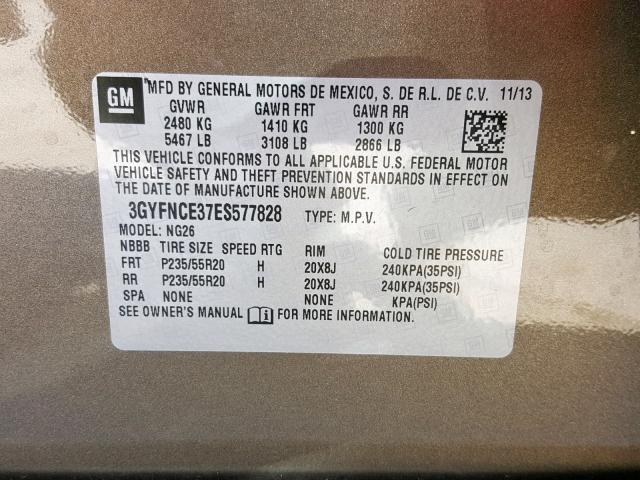 GM
MFD BY GENERAL MOTORS DE MEXICO, S. DE R.L. DE C.V. 11/13
GVWR GAWR FRT GAWR RR
2480 KG 1410 KG 1300 KG
5467 LB 3108 LB 2866 LB
THIS VEHICLE CONFORMS TO ALL APPLICABLE U.S. FEDERAL MOTOR
VEHICLE SAFETY AND THEFT PREVENTION STANDARDS IN EFFECT ON
THE DATE OF MANUFACTURE SHOWN ABOVE.
3GYFNCE37ES577828 TYPE: M.P.V.
MODEL: NG26
NBBB TIRE SIZE SPEED RTG RIM COLD TIRE PRESSURE
FRT P235/55R20 H 20X8J 240KPA(35PSI)
RR P235/55R20 H 20X8J 240KPA(35PSI)
SPA NONE NONE KPA(PSI)
SEE OWNER'S MANUAL FOR MORE INFORMATION.